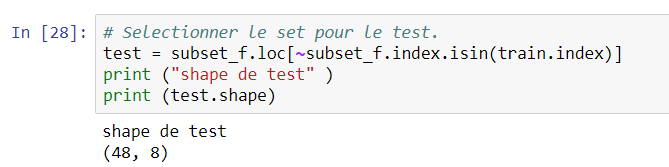 In [28]: # Selectionner le set pour le test.
test = subset_f.loc[~subset_f.index.isin(train.index)]
print ("shape de test" )
print (test.shape)
shape de test
(48, 8)